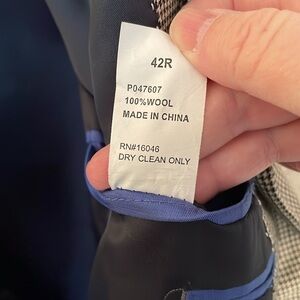 42R
P047607
100%WOOL
MADE IN CHINA
RN#16046
DRY CLEAN ONLY